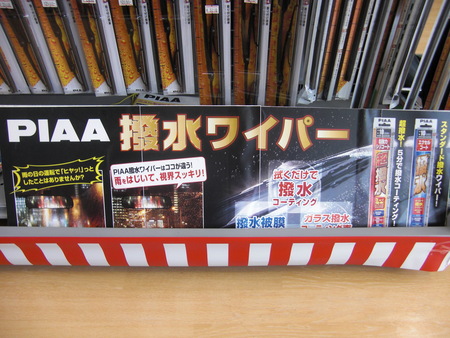 PIAA 撥水ワイパー
雨の日の運転で「ヒヤッ!」っと
したことはありませんか?
PIAA撥水ワイパーはココが違う!
雨をはじいて、視界スッキリ!
拭くだけで
撥水
コーティング
撥水被膜
ガラス撥水
超撥水!
5分で撥水コーティング!
撥水
スタンダード撥水ワイパー!
撥水